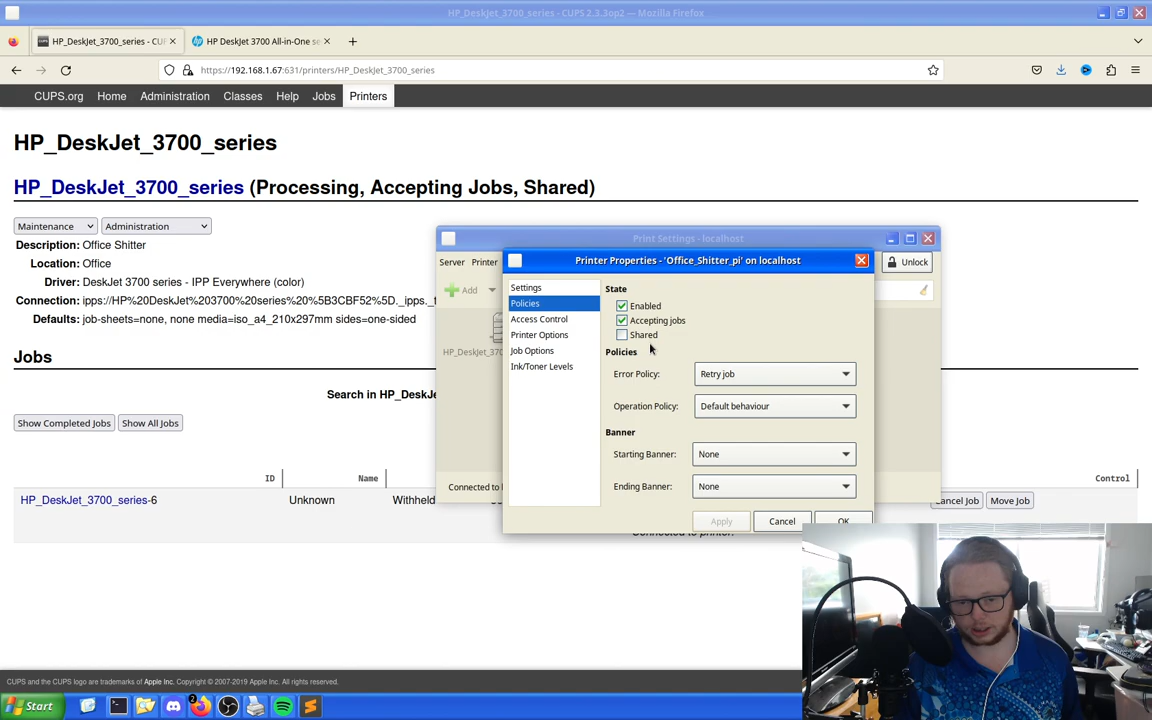 HP_DeskJet_3700_series - CUPS 2.3.3op2 — Mozilla Firefox
HP_DeskJet_3700_series - CUF
HP DeskJet 3700 All-in-One se
https://192.168.1.67:631/printers/HP_DeskJet_3700_series
CUPS.org Home Administration Classes Help Jobs Printers
HP_DeskJet_3700_series
HP_DeskJet_3700_series (Processing, Accepting Jobs, Shared)
Maintenance Administration
Description: Office Shitter
Location: Office
Driver: DeskJet 3700 series - IPP Everywhere (color)
Connection: ipps://HP%20DeskJet%203700%20series%20%5B3CBF52%5D._ipps._t
Defaults: job-sheets=none, none media=iso_a4_210x297mm sides=one-sided
Jobs
Search in HP_DeskJe
Show Completed Jobs Show All Jobs
ID Name Control
HP_DeskJet_3700_series-6 Unknown Withheld Cancel Job Move Job
Connected to printer.
Print Settings - localhost
Server Printer
Unlock
Add
HP_DeskJet_370
Connected to l
Printer Properties - 'Office_Shitter_pi' on localhost
Settings
Policies
Access Control
Printer Options
Job Options
Ink/Toner Levels
State
Enabled
Accepting jobs
Shared
Policies
Error Policy: Retry job
Operation Policy: Default behaviour
Banner
Starting Banner: None
Ending Banner: None
Apply Cancel OK
CUPS and the CUPS logo are trademarks of Apple Inc. Copyright © 2007-2019 Apple Inc. All rights reserved.
Start
2